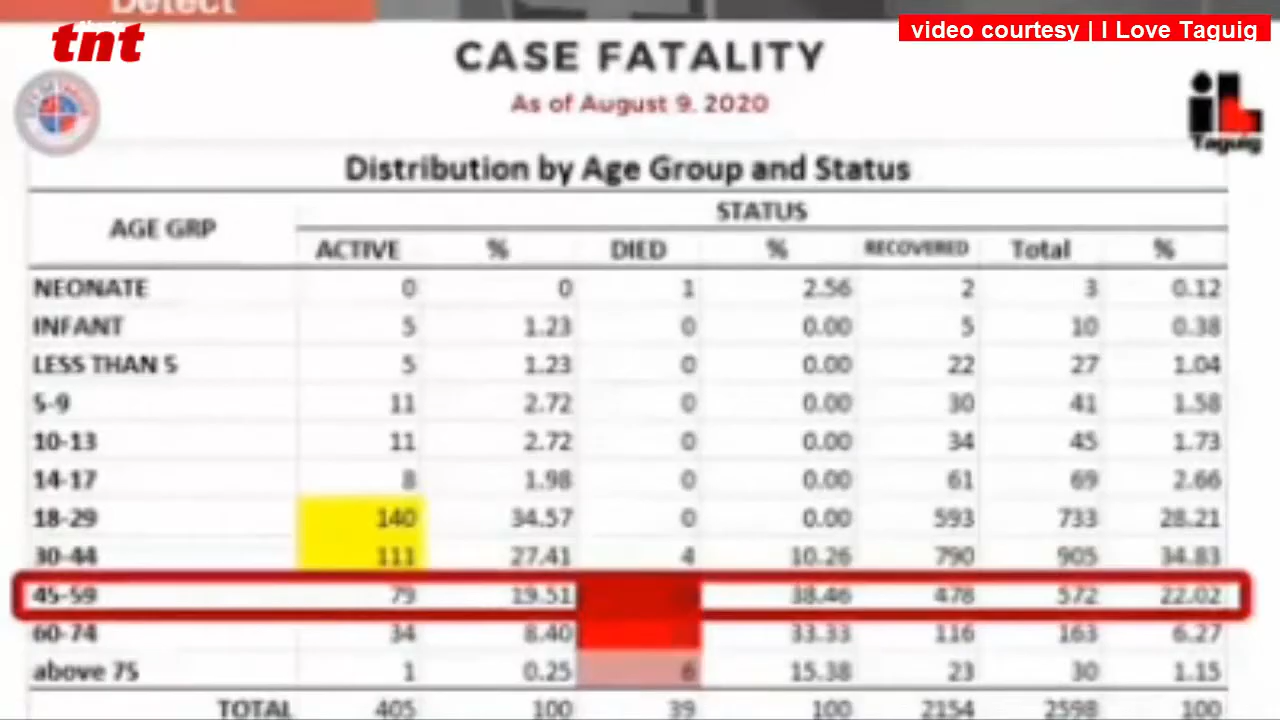 Detect
tnt
video courtesy | I Love Taguig
CASE FATALITY
As of August 9, 2020
iL
Taguig
Distribution by Age Group and Status
AGE GRP STATUS
ACTIVE % DIED % RECOVERED Total %
NEONATE 0 0 1 2.56 2 3 0.12
INFANT 5 1.23 0 0.00 5 10 0.38
LESS THAN 5 5 1.23 0 0.00 22 27 1.04
5-9 11 2.72 0 0.00 30 41 1.58
10-13 11 2.72 0 0.00 34 45 1.73
14-17 8 1.98 0 0.00 61 69 2.66
18-29 140 34.57 0 0.00 593 733 28.21
30-44 111 27.41 4 10.26 790 905 34.83
45-59 79 19.51 38.46 478 572 22.02
60-74 34 8.40 33.33 116 163 6.27
above 75 1 0.25 6 15.38 23 30 1.15
TOTAL 405 100 39 100 2154 2598 100